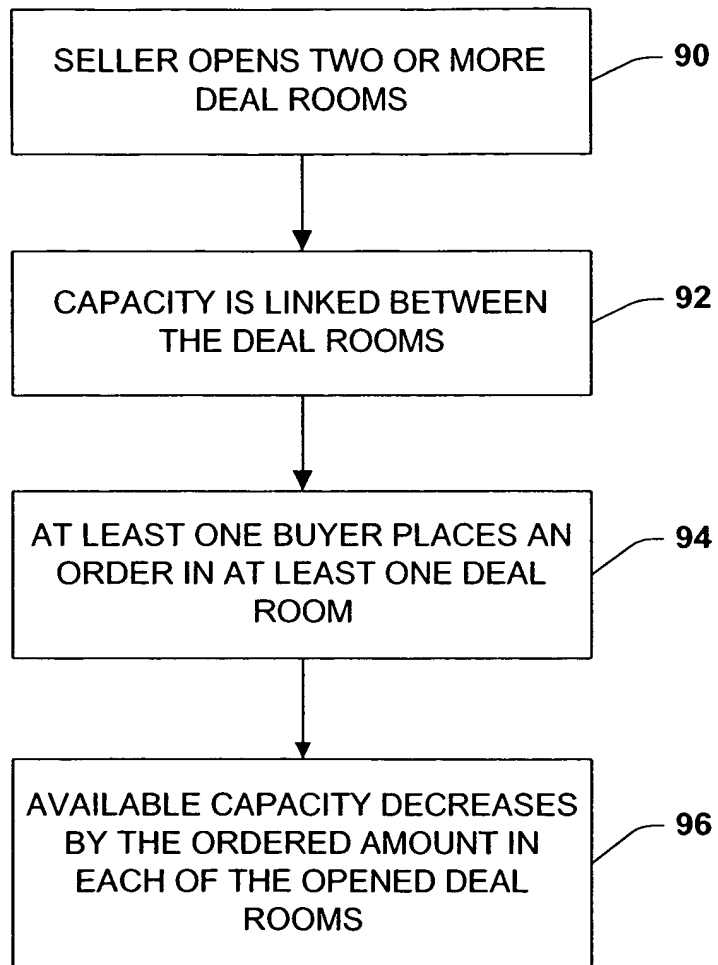 SELLER OPENS TWO OR MORE
DEAL ROOMS
90
CAPACITY IS LINKED BETWEEN
THE DEAL ROOMS
92
AT LEAST ONE BUYER PLACES AN
ORDER IN AT LEAST ONE DEAL
ROOM
94
AVAILABLE CAPACITY DECREASES
BY THE ORDERED AMOUNT IN
EACH OF THE OPENED DEAL
ROOMS
96